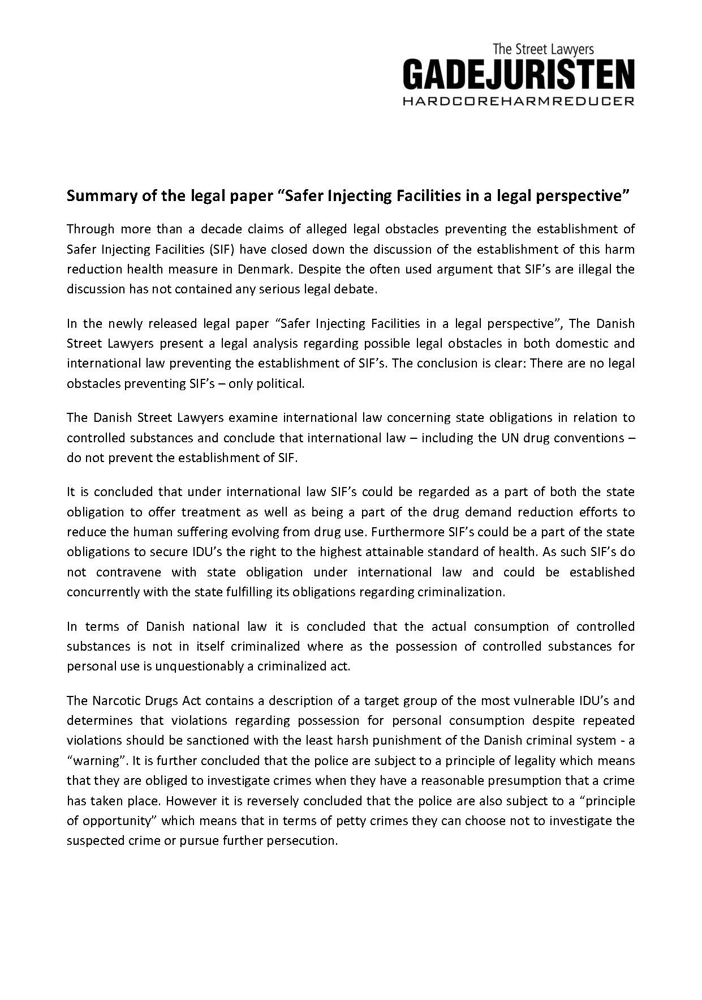 The Street Lawyers
GADEJURISTEN
HARDCOREHARMREDUCER
Summary of the legal paper “Safer Injecting Facilities in a legal perspective”
Through more than a decade claims of alleged legal obstacles preventing the establishment of
Safer Injecting Facilities (SIF) have closed down the discussion of the establishment of this harm
reduction health measure in Denmark. Despite the often used argument that SIF’s are illegal the
discussion has not contained any serious legal debate.
In the newly released legal paper “Safer Injecting Facilities in a legal perspective”, The Danish
Street Lawyers present a legal analysis regarding possible legal obstacles in both domestic and
international law preventing the establishment of SIF’s. The conclusion is clear: There are no legal
obstacles preventing SIF’s – only political.
The Danish Street Lawyers examine international law concerning state obligations in relation to
controlled substances and conclude that international law – including the UN drug conventions –
do not prevent the establishment of SIF.
It is concluded that under international law SIF’s could be regarded as a part of both the state
obligation to offer treatment as well as being a part of the drug demand reduction efforts to
reduce the human suffering evolving from drug use. Furthermore SIF’s could be a part of the state
obligations to secure IDU’s the right to the highest attainable standard of health. As such SIF’s do
not contravene with state obligation under international law and could be established
concurrently with the state fulfilling its obligations regarding criminalization.
In terms of Danish national law it is concluded that the actual consumption of controlled
substances is not in itself criminalized where as the possession of controlled substances for
personal use is unquestionably a criminalized act.
The Narcotic Drugs Act contains a description of a target group of the most vulnerable IDU’s and
determines that violations regarding possession for personal consumption despite repeated
violations should be sanctioned with the least harsh punishment of the Danish criminal system - a
“warning”. It is further concluded that the police are subject to a principle of legality which means
that they are obliged to investigate crimes when they have a reasonable presumption that a crime
has taken place. However it is reversely concluded that the police are also subject to a “principle
of opportunity” which means that in terms of petty crimes they can choose not to investigate the
suspected crime or pursue further persecution.